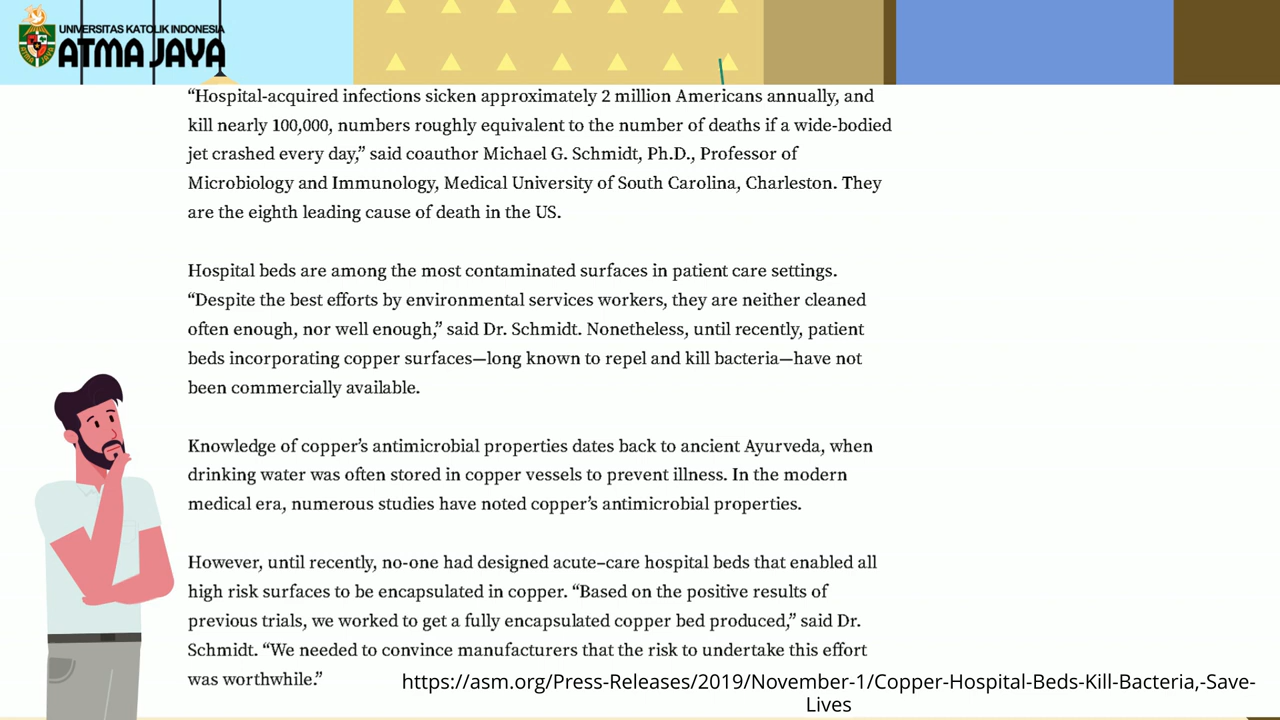 UNIVERSITAS KATOLIK INDONESIA
ATMA JAYA
“Hospital-acquired infections sicken approximately 2 million Americans annually, and
kill nearly 100,000, numbers roughly equivalent to the number of deaths if a wide-bodied
jet crashed every day,” said coauthor Michael G. Schmidt, Ph.D., Professor of
Microbiology and Immunology, Medical University of South Carolina, Charleston. They
are the eighth leading cause of death in the US.
Hospital beds are among the most contaminated surfaces in patient care settings.
“Despite the best efforts by environmental services workers, they are neither cleaned
often enough, nor well enough,” said Dr. Schmidt. Nonetheless, until recently, patient
beds incorporating copper surfaces—long known to repel and kill bacteria—have not
been commercially available.
Knowledge of copper’s antimicrobial properties dates back to ancient Ayurveda, when
drinking water was often stored in copper vessels to prevent illness. In the modern
medical era, numerous studies have noted copper’s antimicrobial properties.
However, until recently, no-one had designed acute–care hospital beds that enabled all
high risk surfaces to be encapsulated in copper. “Based on the positive results of
previous trials, we worked to get a fully encapsulated copper bed produced,” said Dr.
Schmidt. “We needed to convince manufacturers that the risk to undertake this effort
was worthwhile.”
https://asm.org/Press-Releases/2019/November-1/Copper-Hospital-Beds-Kill-Bacteria,-Save-
Lives